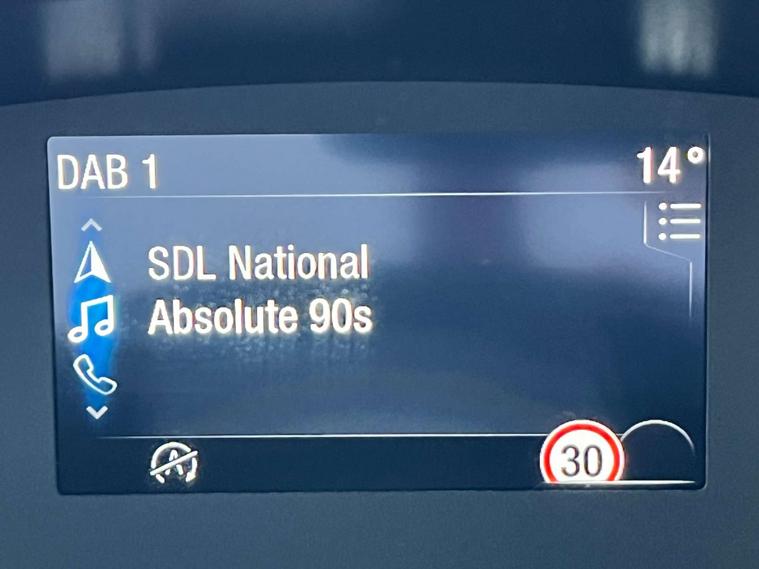 DAB 1
14°
SDL National
Absolute 90s
A
30